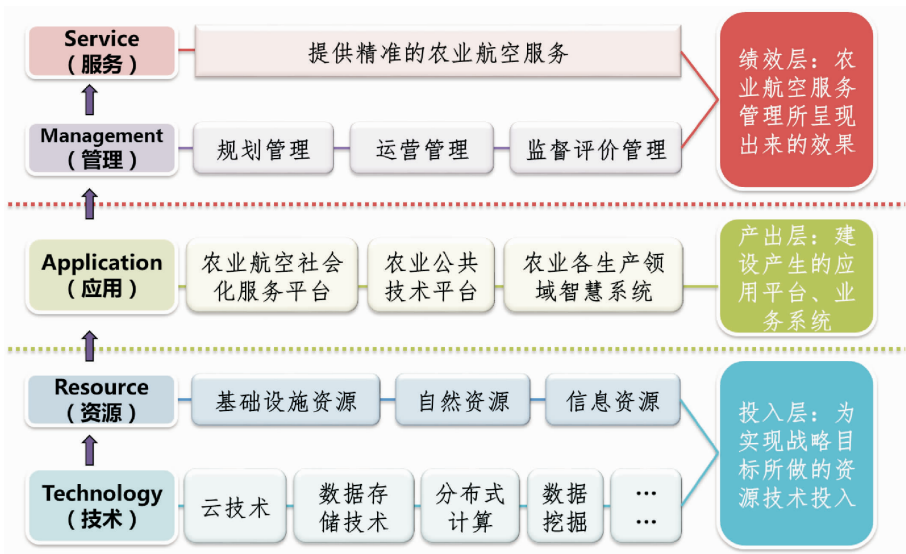 Service
（服务）
提供精准的农业航空服务
绩效层：农
业航空服务
管理所呈现
出来的效果
Management
（管理）
规划管理
运营管理
监督评价管理
Application
（应用）
农业航空社会
化服务平台
农业公共
技术平台
农业各生产领
域智慧系统
产出层：建
设产生的应
用平台、业
务系统
Resource
（资源）
基础设施资源
自然资源
信息资源
投入层：为
实现战略目
标所做的资
源技术投入
Technology
（技术）
云技术
数据存
储技术
分布式
计算
数据
挖掘
…
…